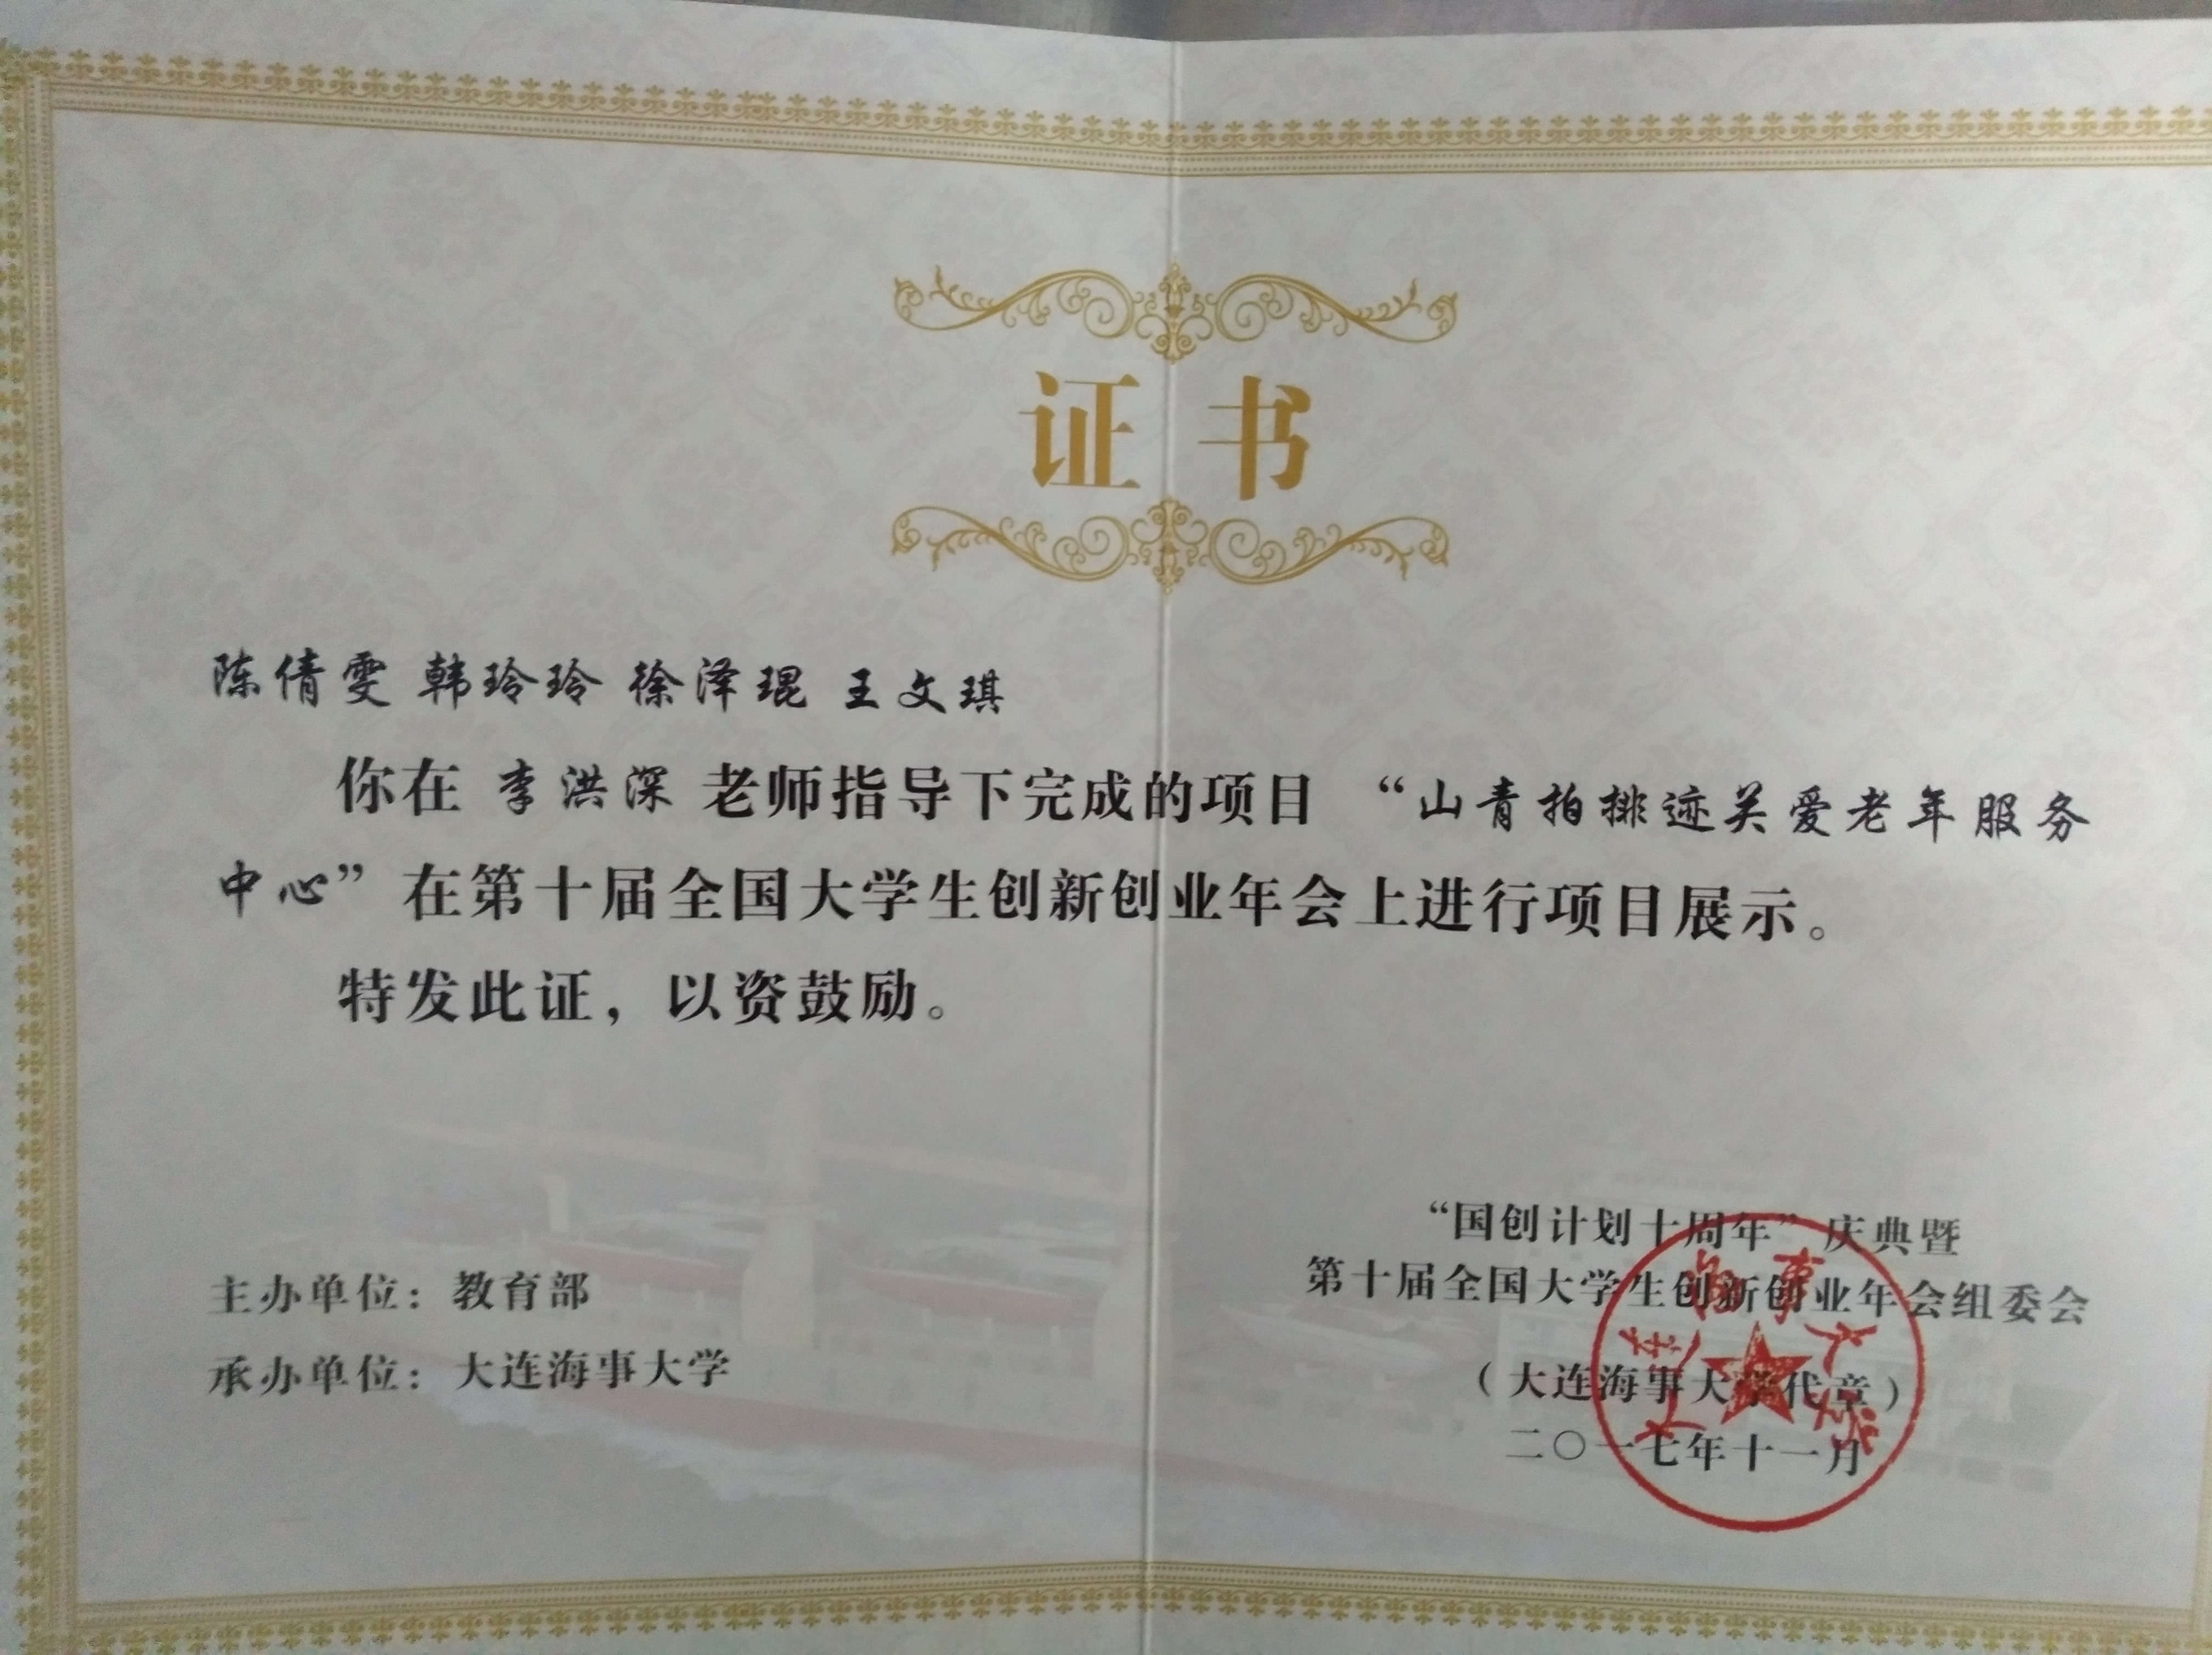 证书
陈倩雯 韩玲玲 徐泽琨 王文琪
你在 李洪深 老师指导下完成的项目 “山青拍排迹关爱老年服务
中心”在第十届全国大学生创新创业年会上进行项目展示。
特发此证，以资鼓励。
主办单位：教育部
承办单位：大连海事大学
“国创计划十周年”庆典暨
第十届全国大学生创新创业年会组委会
（大连海事大学代章）
二〇一七年十一月
大连海事大学